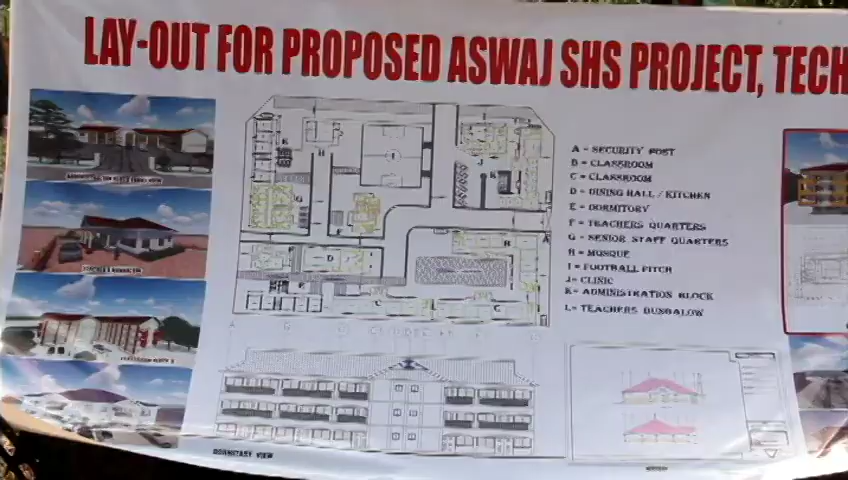 LAY-OUT FOR PROPOSED ASWAJ SHS PROJECT, TECH
A = SECURITY POST
B = CLASSROOM
C = CLASSROOM
D = DINING HALL / KITCHEN
E = DORMITORY
F = TEACHERS QUARTERS
G = SENIOR STAFF QUARTERS
H = MOSQUE
I = FOOTBALL PITCH
J = CLINIC
K = ADMINISTRATION BLOCK
L = TEACHERS BUNGALOW
DORMITARY VIEW